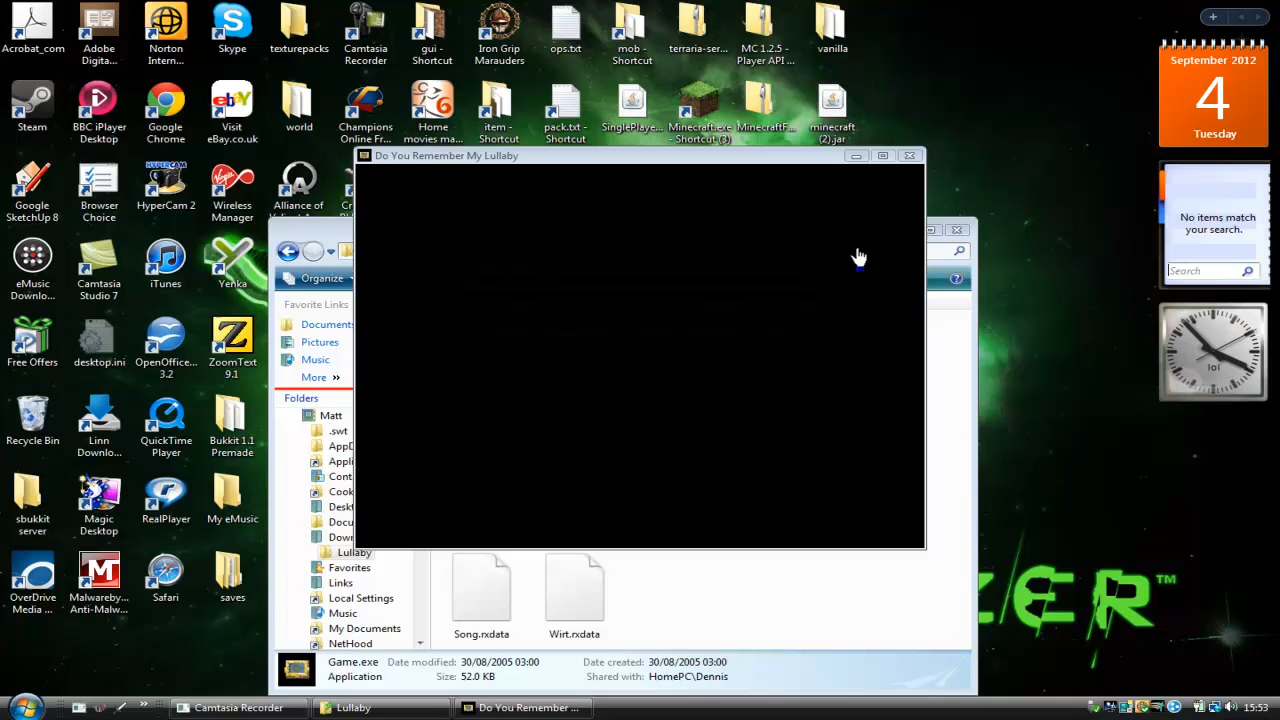 Acrobat_com
Adobe
Digita...
Norton
Intern...
Skype
texturepacks
Camtasia
Recorder
gui -
Shortcut
Iron Grip
Marauders
ops.txt
mob -
Shortcut
terraria-ser...
MC 1.2.5 -
Player API ...
vanilla
Steam
BBC iPlayer
Desktop
Google
Chrome
Visit
eBay.co.uk
world
Champions
Online Fr...
Home
movies ma...
item -
Shortcut
pack.txt -
Shortcut
SinglePlaye...
Minecraft.exe
- Shortcut (3)
MinecraftF...
minecraft
(2).jar
Google
SketchUp 8
Browser
Choice
HyperCam 2
Wireless
Manager
Alliance of
eMusic
Downlo...
Camtasia
Studio 7
iTunes
Yenka
Free Offers
desktop.ini
OpenOffice...
3.2
ZoomText
9.1
Recycle Bin
Linn
Downlo...
QuickTime
Player
Bukkit 1.1
Premade
sbukkit
server
Magic
Desktop
RealPlayer
My eMusic
OverDrive
Media ...
Malwareby...
Anti-Malw...
Safari
saves
Do You Remember My Lullaby
Organize
Favorite Links
Documents
Pictures
Music
More »
Folders
Matt
.swt
AppD
Appli
Cont
Cook
Deskt
Docu
Down
Lullaby
Favorites
Links
Local Settings
Music
My Documents
NetHood
Song.rxdata
Wirt.rxdata
Game.exe
Date modified: 30/08/2005 03:00
Date created: 30/08/2005 03:00
Application
Size: 52.0 KB
Shared with: HomePC\Dennis
September 2012
4
Tuesday
No items match
your search.
Search
lol
ZER™
Camtasia Recorder
Lullaby
Do You Remember ...
15:53